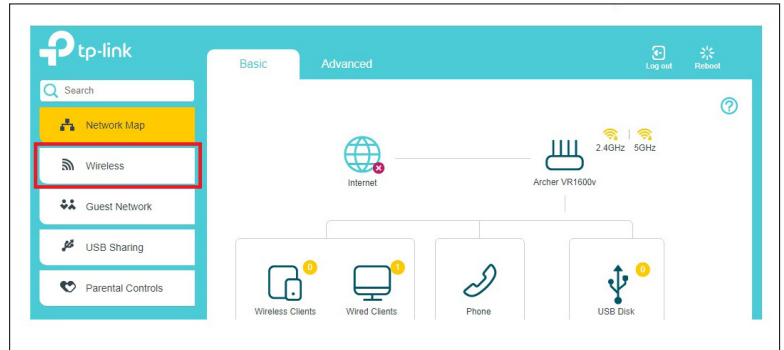 tp-link
Basic
Advanced
Log out
Reboot
Search
Network Map
Wireless
Guest Network
USB Sharing
Parental Controls
?
Internet
x
2.4GHz | 5GHz
Archer VR1600v
0
1
0
Wireless Clients
Wired Clients
Phone
USB Disk